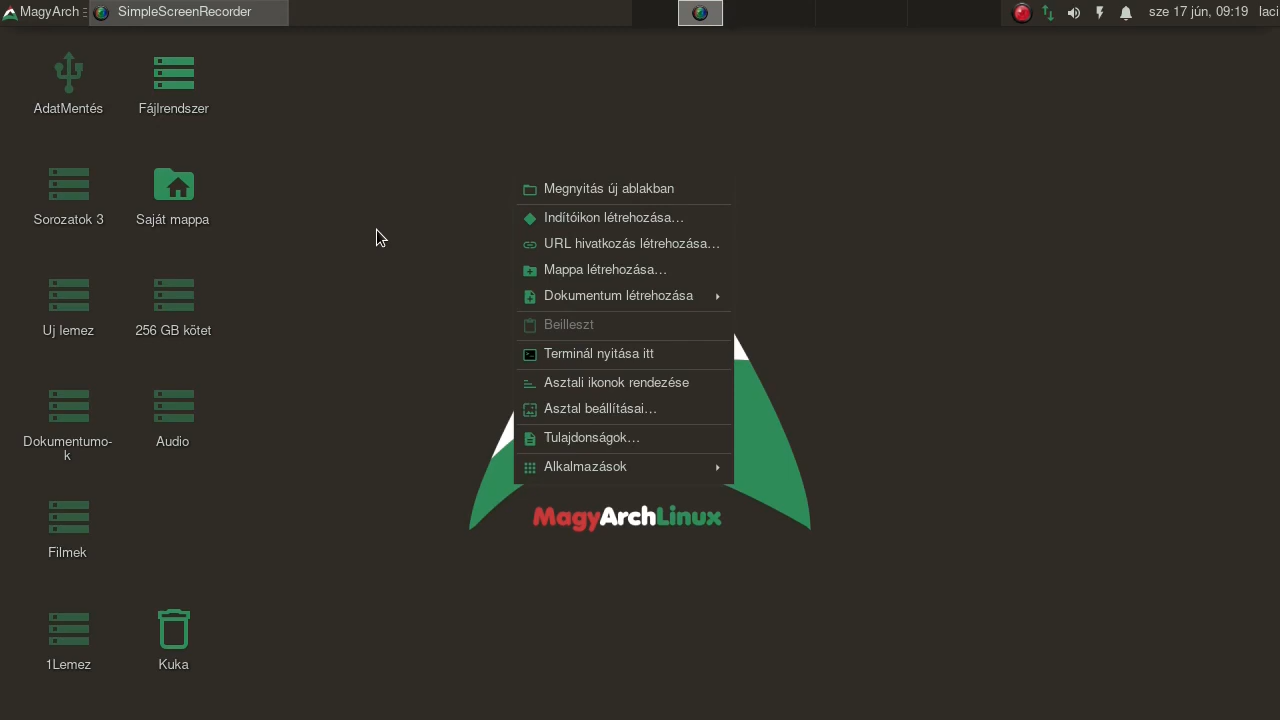 MagyArch
SimpleScreenRecorder
sze 17 jún, 09:19
laci
AdatMentés
Fájlrendszer
Sorozatok 3
Saját mappa
Uj lemez
256 GB kötet
Dokumentumo-
k
Audio
Filmek
1Lemez
Kuka
Megnyitás új ablakban
Indítóikon létrehozása…
URL hivatkozás létrehozása…
Mappa létrehozása…
Dokumentum létrehozása
Beilleszt
Terminál nyitása itt
Asztali ikonok rendezése
Asztal beállításai…
Tulajdonságok…
Alkalmazások
MagyArchLinux